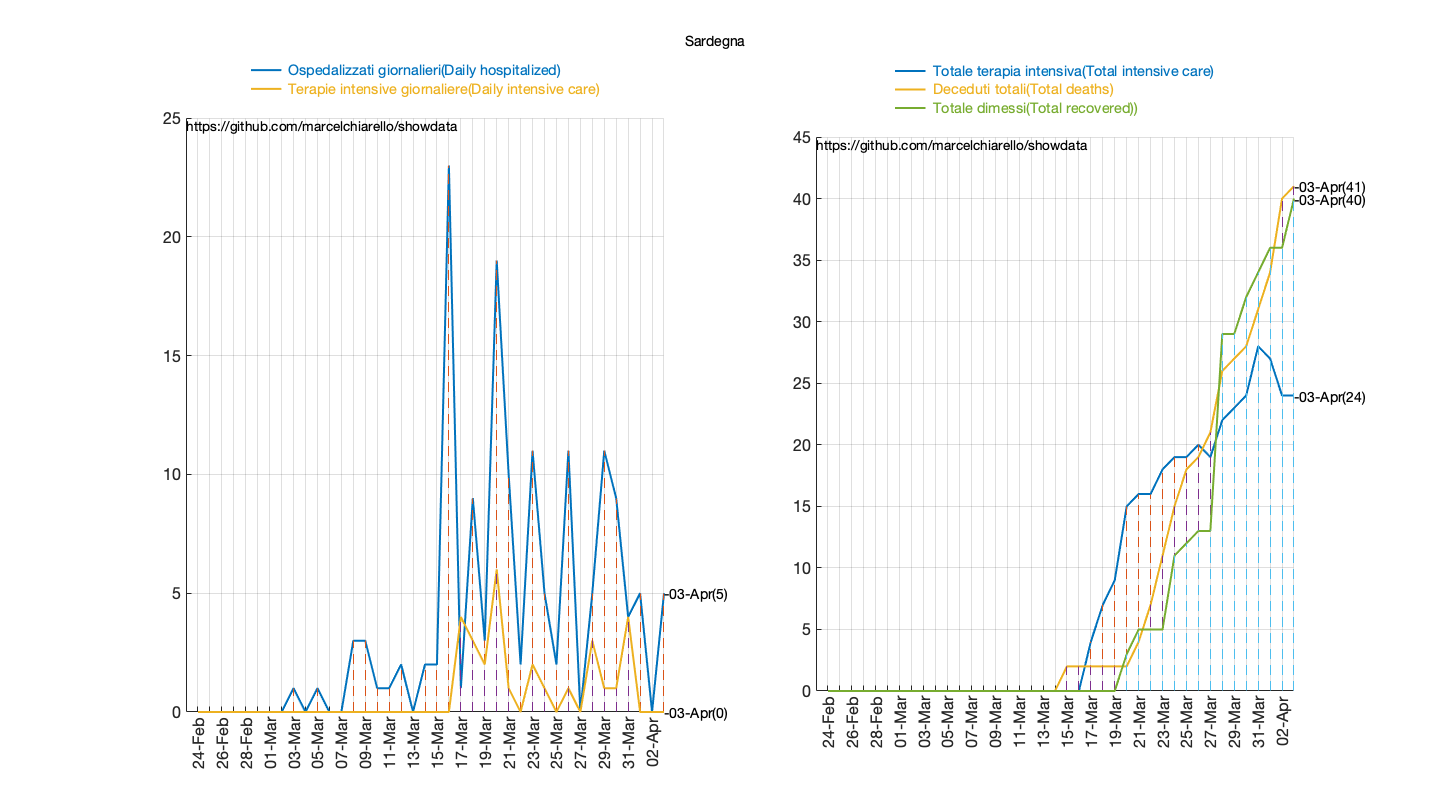 Sardegna
Ospedalizzati giornalieri(Daily hospitalized)
Terapie intensive giornaliere(Daily intensive care)
25
https://github.com/marcelchiarello/showdata
20
15
10
5
0
-03-Apr(5)
-03-Apr(0)
24-Feb
26-Feb
28-Feb
01-Mar
03-Mar
05-Mar
07-Mar
09-Mar
11-Mar
13-Mar
15-Mar
17-Mar
19-Mar
21-Mar
23-Mar
25-Mar
27-Mar
29-Mar
31-Mar
02-Apr
Totale terapia intensiva(Total intensive care)
Deceduti totali(Total deaths)
Totale dimessi(Total recovered))
45
https://github.com/marcelchiarello/showdata
40
35
30
25
20
15
10
5
0
-03-Apr(41)
-03-Apr(40)
-03-Apr(24)
24-Feb
26-Feb
28-Feb
01-Mar
03-Mar
05-Mar
07-Mar
09-Mar
11-Mar
13-Mar
15-Mar
17-Mar
19-Mar
21-Mar
23-Mar
25-Mar
27-Mar
29-Mar
31-Mar
02-Apr